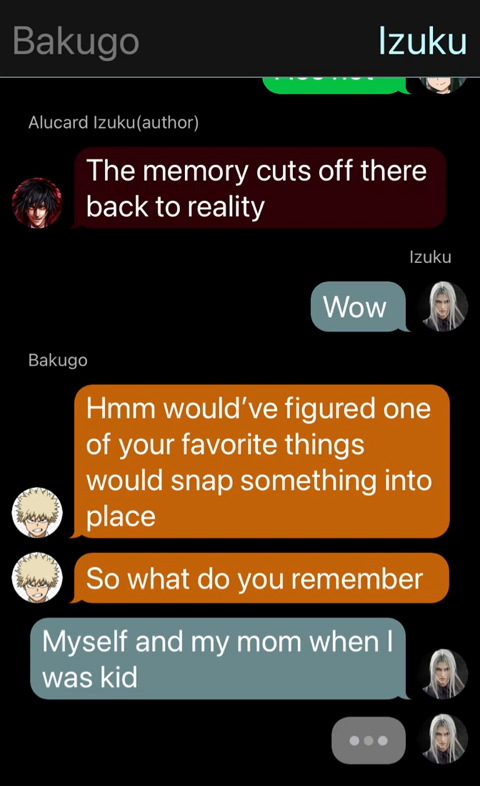 Bakugo
Izuku
Alucard Izuku(author)
The memory cuts off there
back to reality
Izuku
Wow
Bakugo
Hmm would’ve figured one
of your favorite things
would snap something into
place
So what do you remember
Myself and my mom when I
was kid